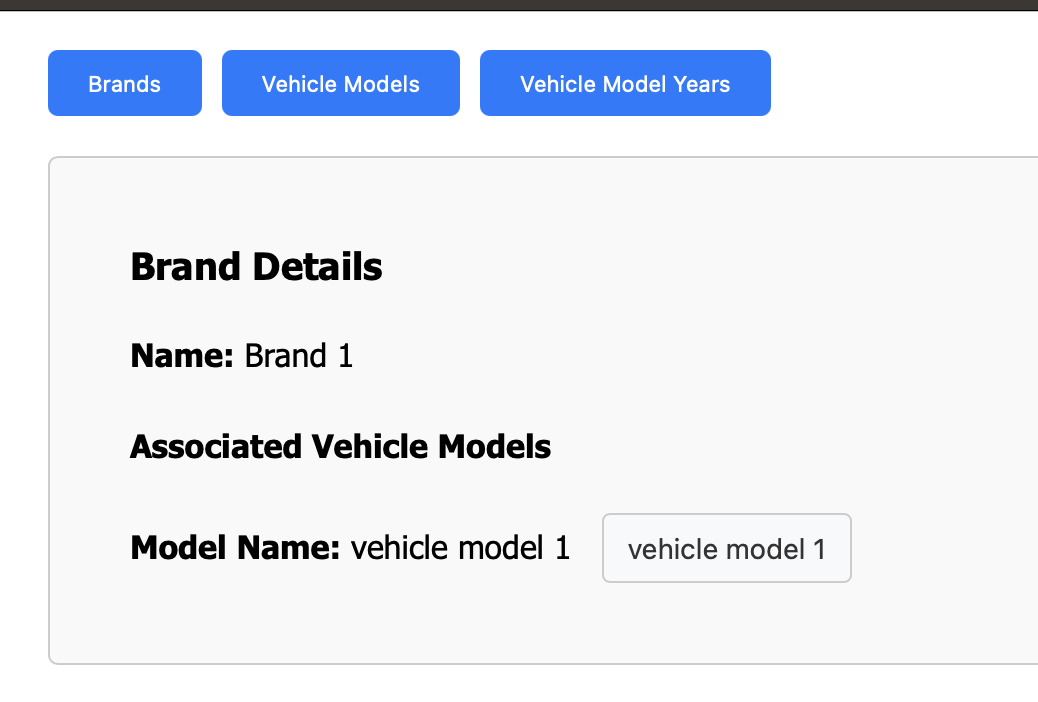 Brands Vehicle Models Vehicle Model Years
Brand Details
Name: Brand 1
Associated Vehicle Models
Model Name: vehicle model 1 vehicle model 1